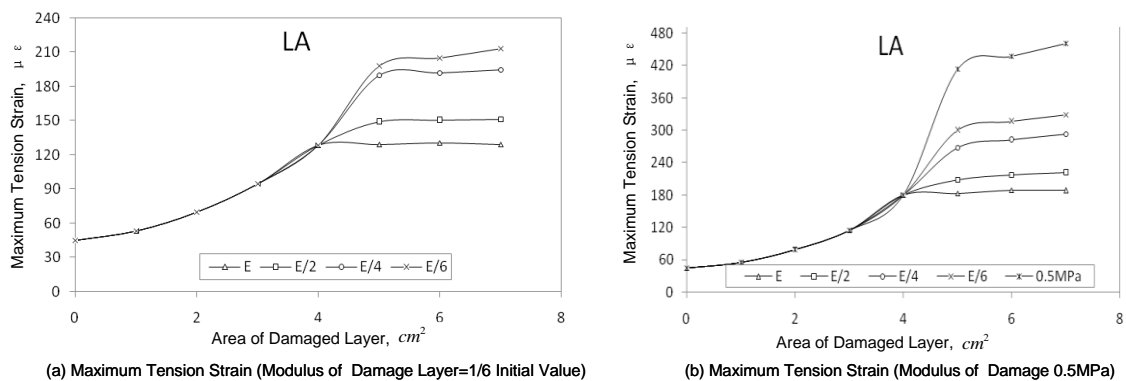 240
210
180
150
120
90
60
30
0
Maximum Tension Strain, μ ε
LA
E E/2 E/4 E/6
0 2 4 6 8
Area of Damaged Layer, cm²
(a) Maximum Tension Strain (Modulus of Damage Layer=1/6 Initial Value)
480
420
360
300
240
180
120
60
0
Maximum Tension Strain, μ ε
LA
E E/2 E/4 E/6 0.5MPa
0 2 4 6 8
Area of Damaged Layer, cm²
(b) Maximum Tension Strain (Modulus of Damage 0.5MPa)